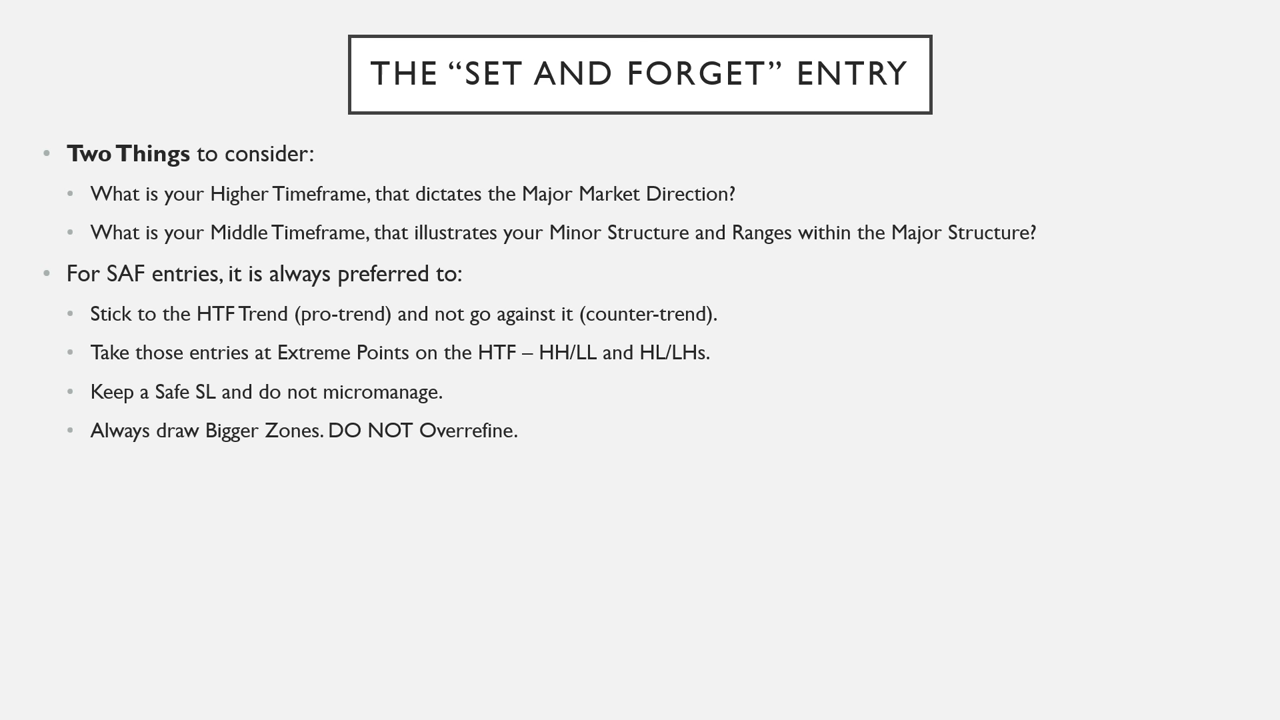 THE “SET AND FORGET” ENTRY
• Two Things to consider:
• What is your Higher Timeframe, that dictates the Major Market Direction?
• What is your Middle Timeframe, that illustrates your Minor Structure and Ranges within the Major Structure?
• For SAF entries, it is always preferred to:
• Stick to the HTF Trend (pro-trend) and not go against it (counter-trend).
• Take those entries at Extreme Points on the HTF – HH/LL and HL/LHs.
• Keep a Safe SL and do not micromanage.
• Always draw Bigger Zones. DO NOT Overrefine.